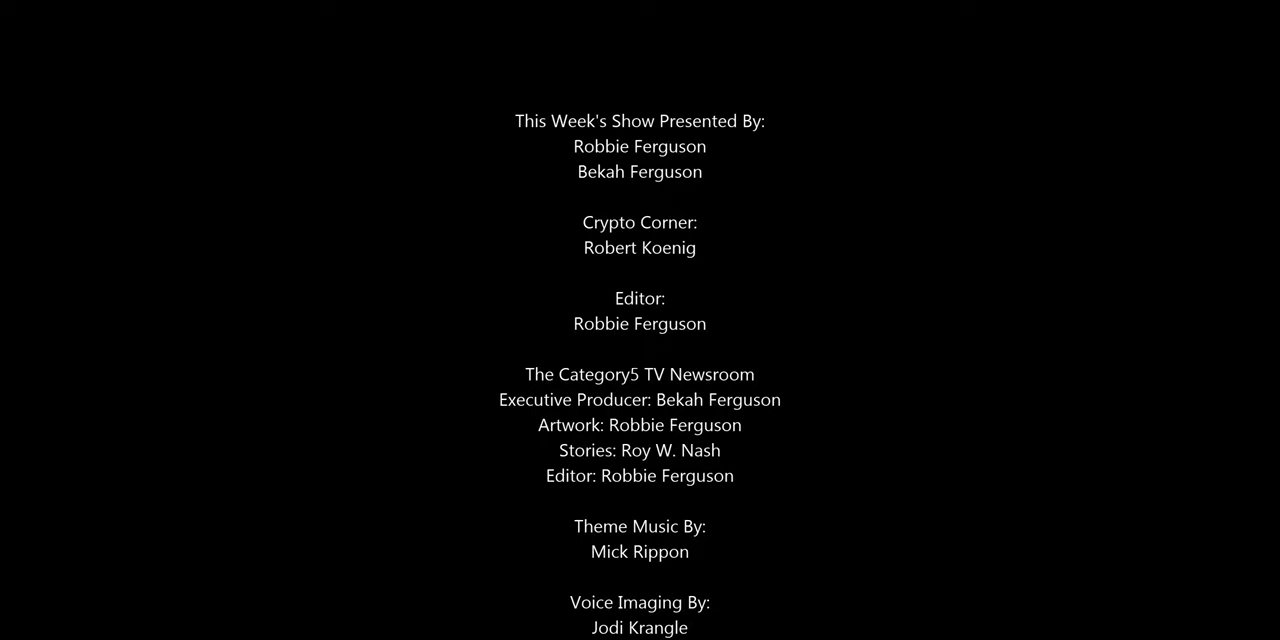 This Week's Show Presented By:
Robbie Ferguson
Bekah Ferguson
Crypto Corner:
Robert Koenig
Editor:
Robbie Ferguson
The Category5 TV Newsroom
Executive Producer: Bekah Ferguson
Artwork: Robbie Ferguson
Stories: Roy W. Nash
Editor: Robbie Ferguson
Theme Music By:
Mick Rippon
Voice Imaging By:
Jodi Krangle